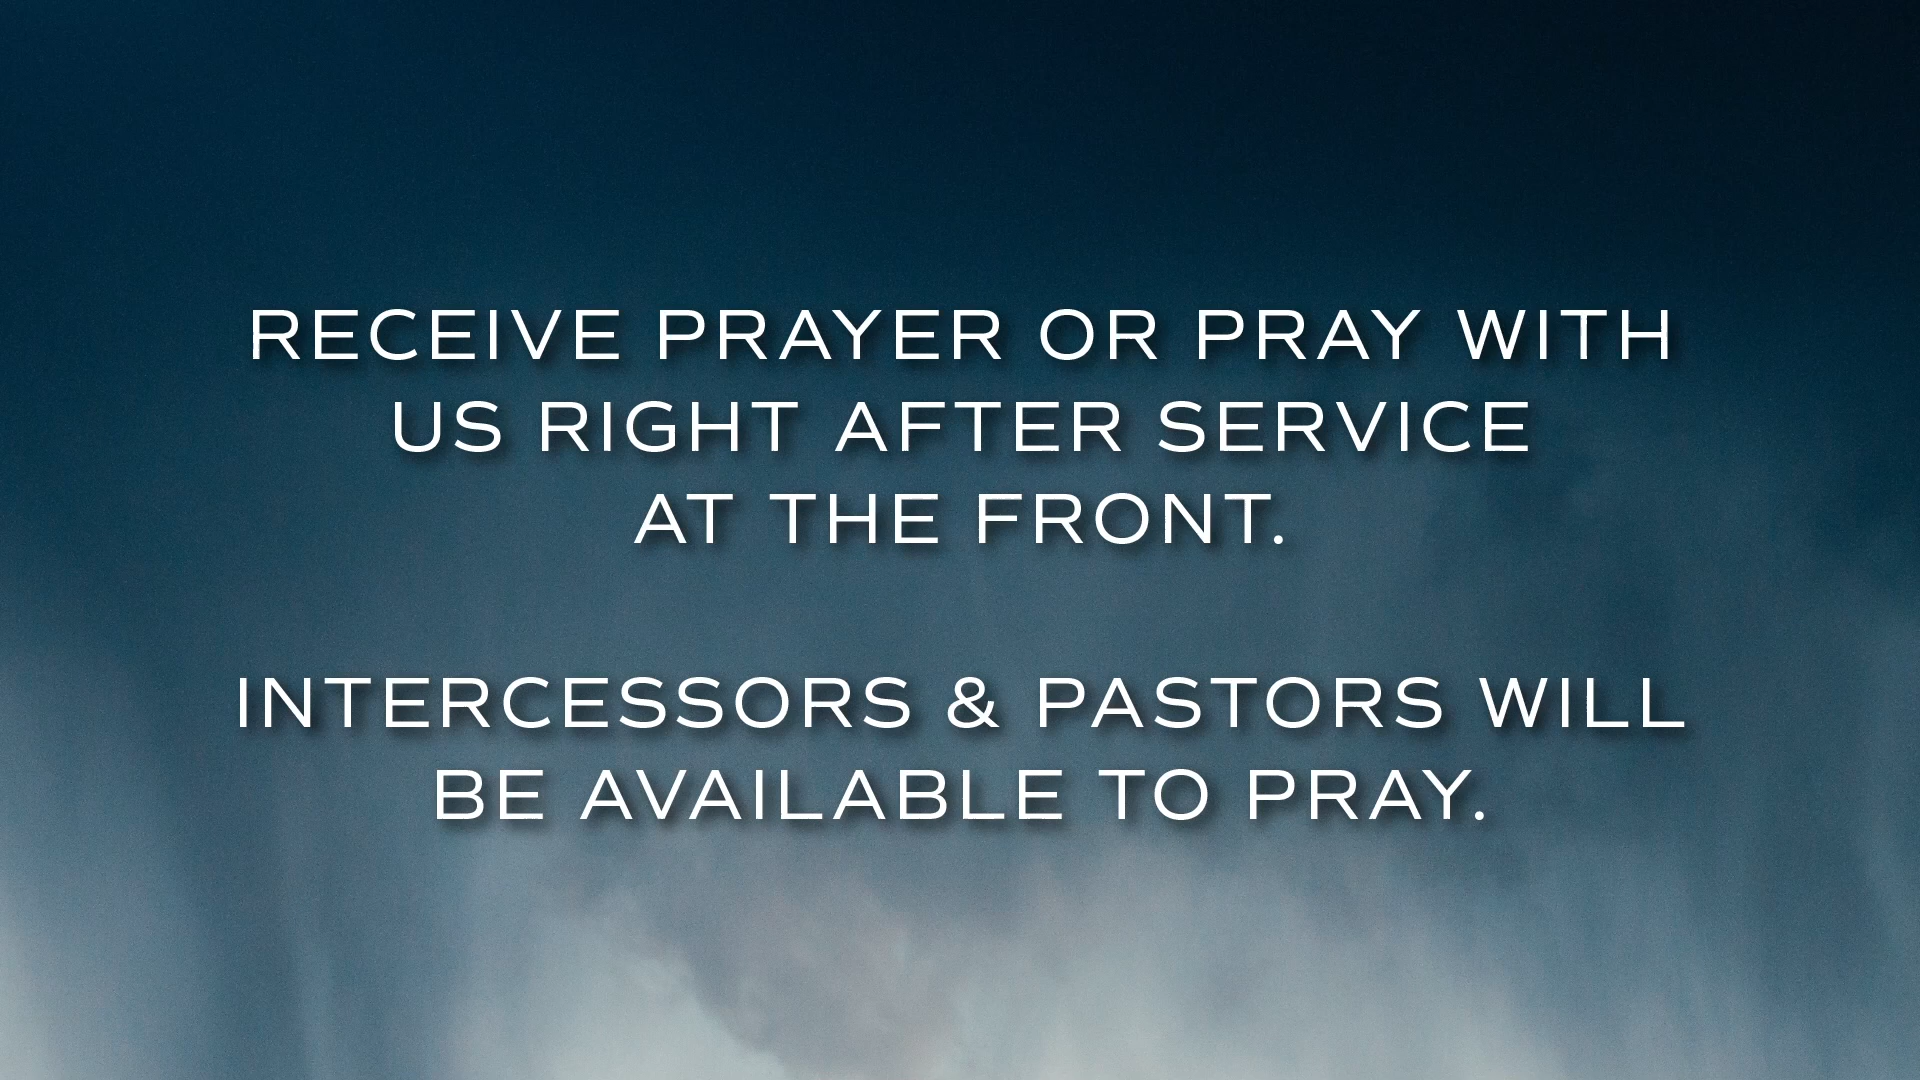 RECEIVE PRAYER OR PRAY WITH
US RIGHT AFTER SERVICE
AT THE FRONT.
INTERCESSORS & PASTORS WILL
BE AVAILABLE TO PRAY.